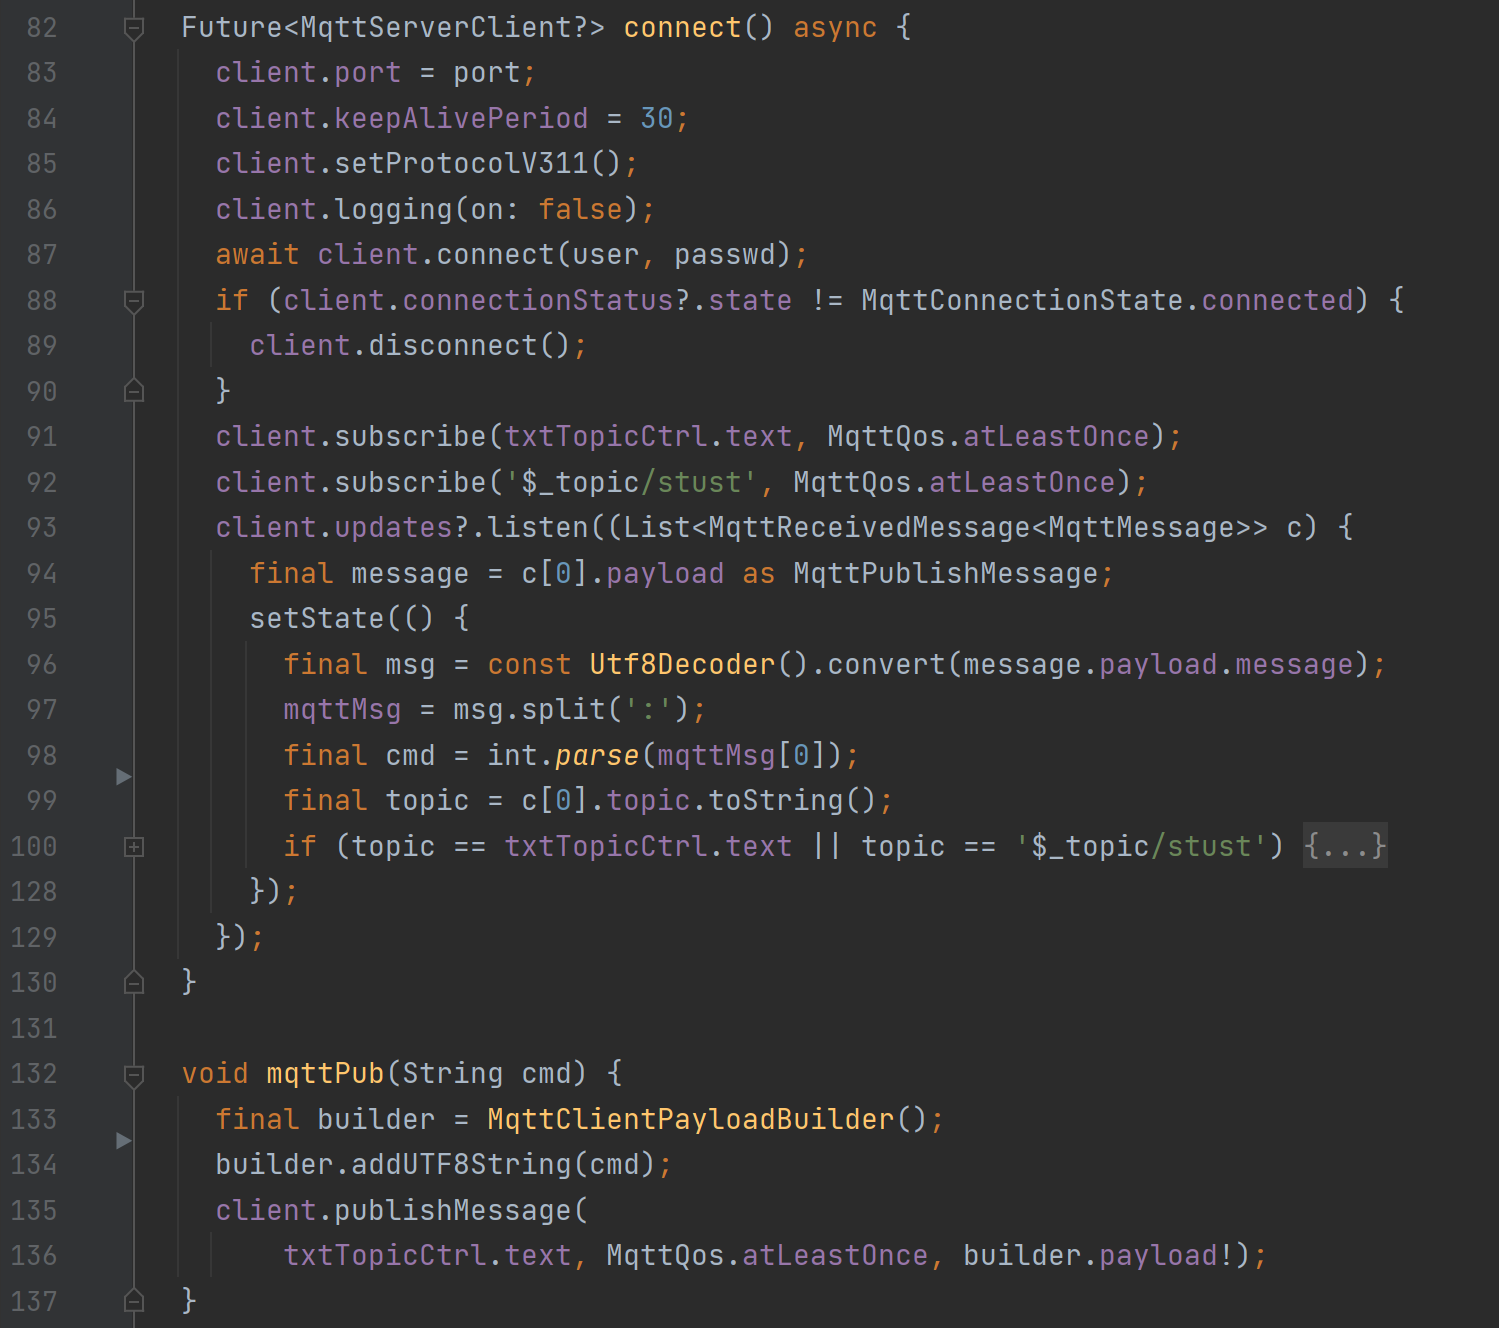 82 Future<MqttServerClient?> connect() async {
83 client.port = port;
84 client.keepAlivePeriod = 30;
85 client.setProtocolV311();
86 client.logging(on: false);
87 await client.connect(user, passwd);
88 if (client.connectionStatus?.state != MqttConnectionState.connected) {
89 client.disconnect();
90 }
91 client.subscribe(txtTopicCtrl.text, MqttQos.atLeastOnce);
92 client.subscribe('$_topic/stust', MqttQos.atLeastOnce);
93 client.updates?.listen((List<MqttReceivedMessage<MqttMessage>> c) {
94 final message = c[0].payload as MqttPublishMessage;
95 setState(() {
96 final msg = const Utf8Decoder().convert(message.payload.message);
97 mqttMsg = msg.split(':');
98 final cmd = int.parse(mqttMsg[0]);
99 final topic = c[0].topic.toString();
100 if (topic == txtTopicCtrl.text || topic == '$_topic/stust') {...}
128 });
129 });
130 }
131
132 void mqttPub(String cmd) {
133 final builder = MqttClientPayloadBuilder();
134 builder.addUTF8String(cmd);
135 client.publishMessage(
136 txtTopicCtrl.text, MqttQos.atLeastOnce, builder.payload!);
137 }